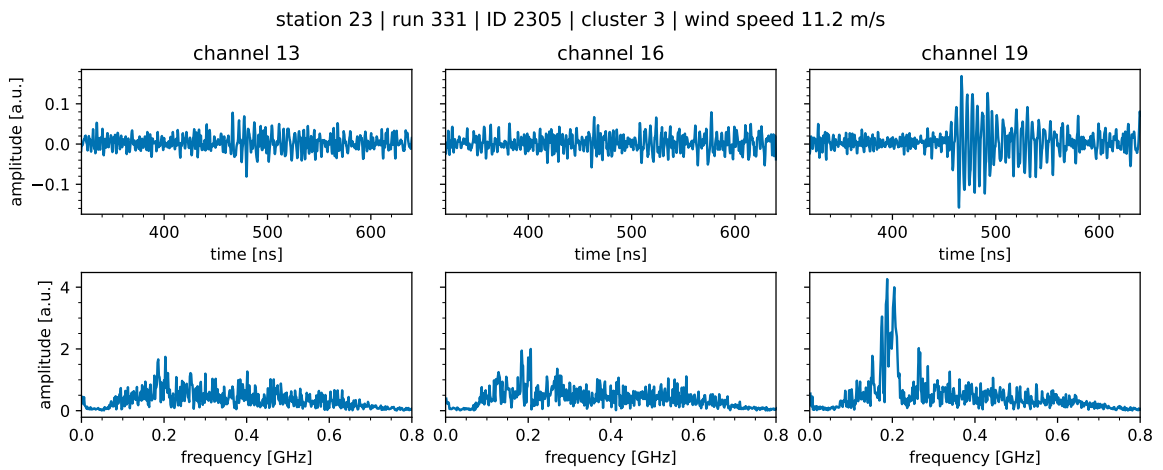 station 23 | run 331 | ID 2305 | cluster 3 | wind speed 11.2 m/s
channel 13
channel 16
channel 19
amplitude [a.u.]
0.1
0.0
−0.1
400
500
600
400
500
600
400
500
600
time [ns]
time [ns]
time [ns]
amplitude [a.u.]
4
2
0
0.0
0.2
0.4
0.6
0.8
0.0
0.2
0.4
0.6
0.8
0.0
0.2
0.4
0.6
0.8
frequency [GHz]
frequency [GHz]
frequency [GHz]